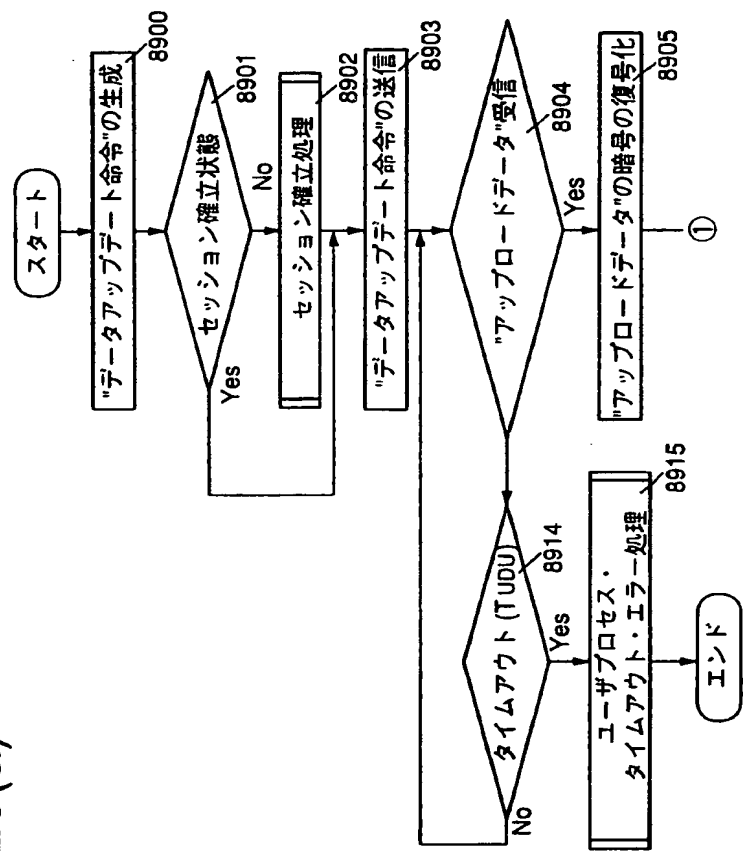 スタート
"データアップデート命令"の生成
8900
セッション確立状態
8901
Yes
No
セッション確立処理
8902
"データアップデート命令"の送信
8903
"アップロードデータ"受信
8904
Yes
"アップロードデータ"の暗号の復号化
8905
①
タイムアウト(TUDU)
8914
No
Yes
ユーザプロセス・
タイムアウト・エラー処理
8915
エンド